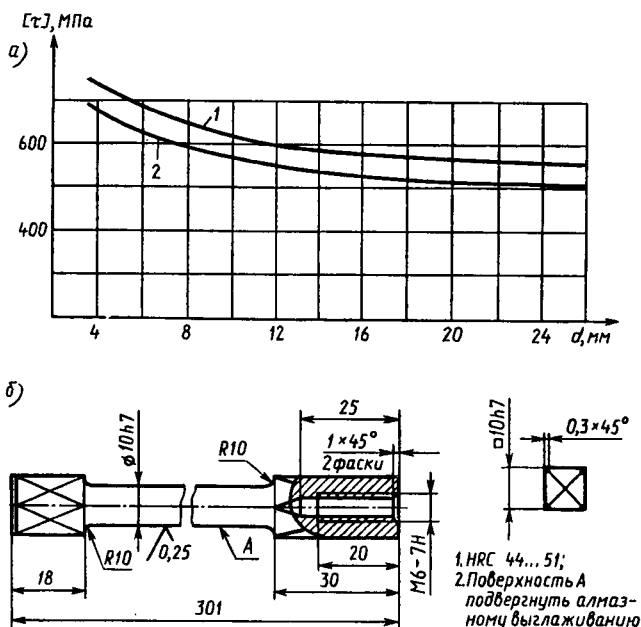 [τ], МПа
а)
600
400
1
2
4
8
12
16
20
24
d, мм
б)
25
1×45°
2 фаски
R10
⌀10h7
□10h7
0,3×45°
R10
0,25
А
М6-7Н
18
20
30
301
1. HRC 44...51;
2. Поверхность А
подвергнуть алмаз-
ному выглаживанию